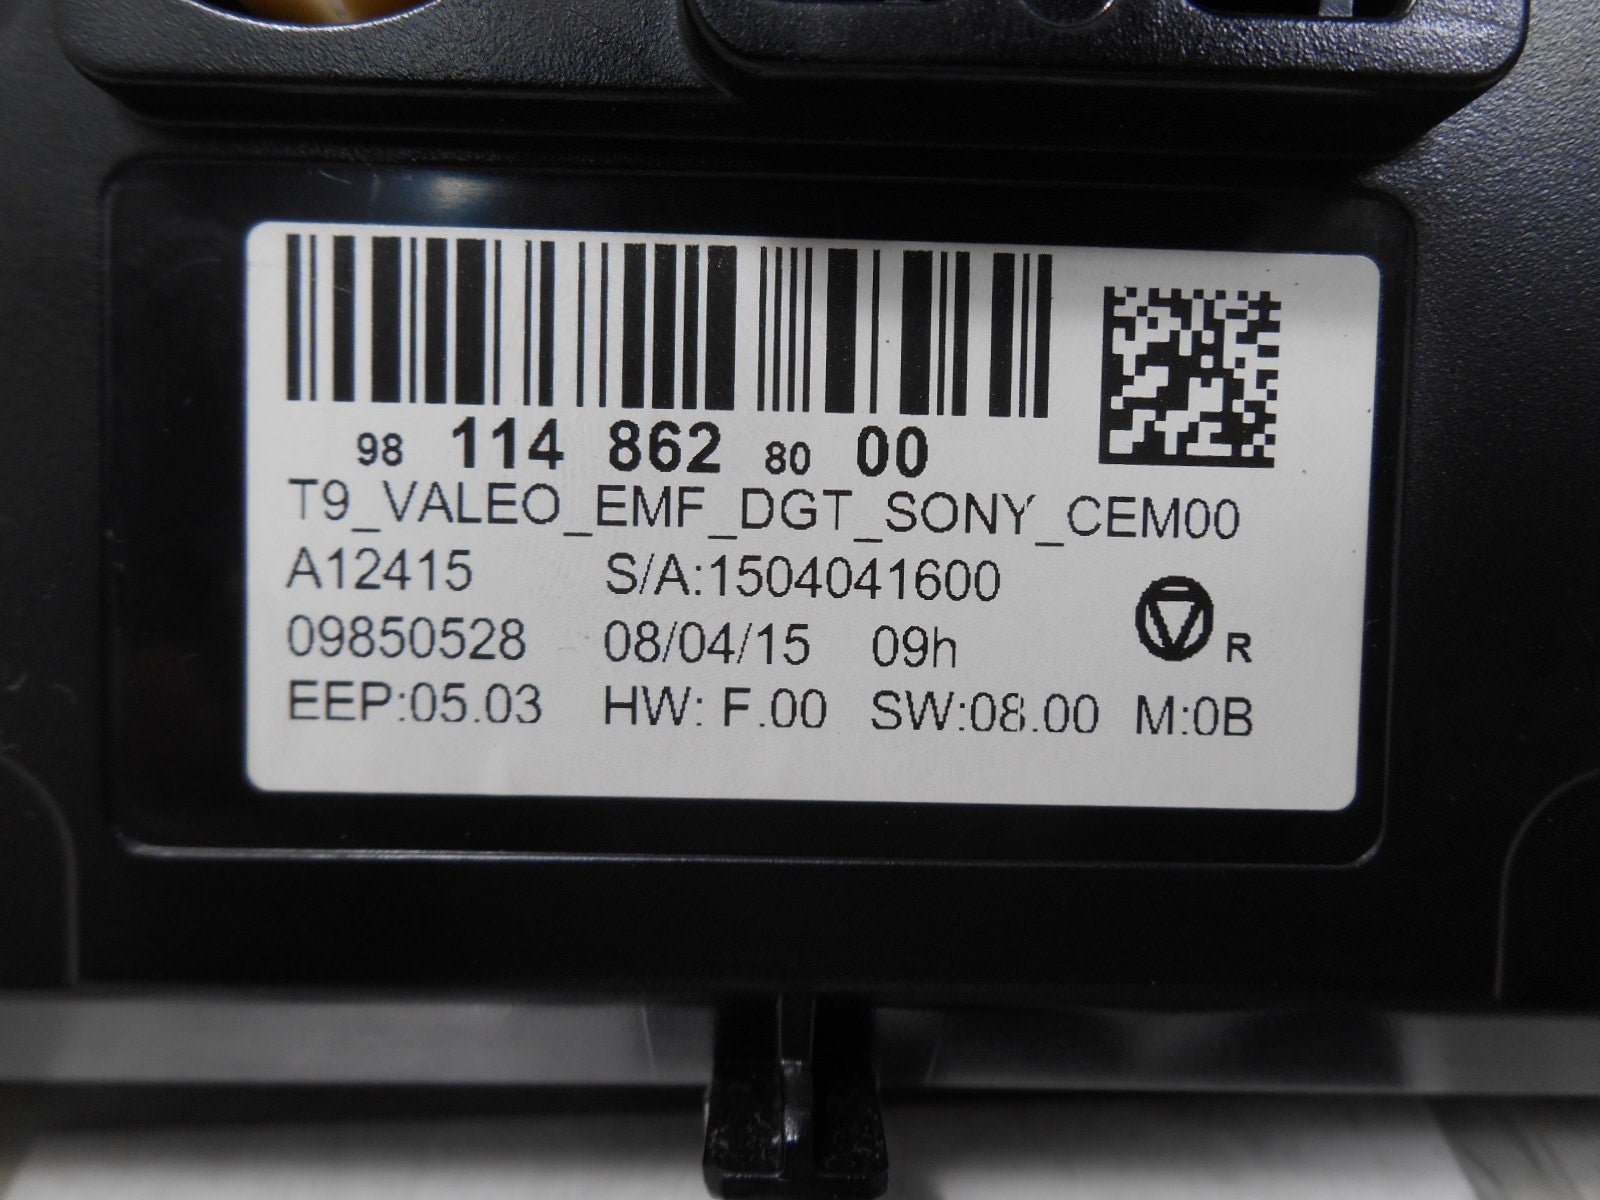 98 114 862 80 00
T9_VALEO_EMF_DGT_SONY_CEM00
A12415 S/A:1504041600
09850528 08/04/15 09h R
EEP:05.03 HW: F.00 SW:08.00 M:0B